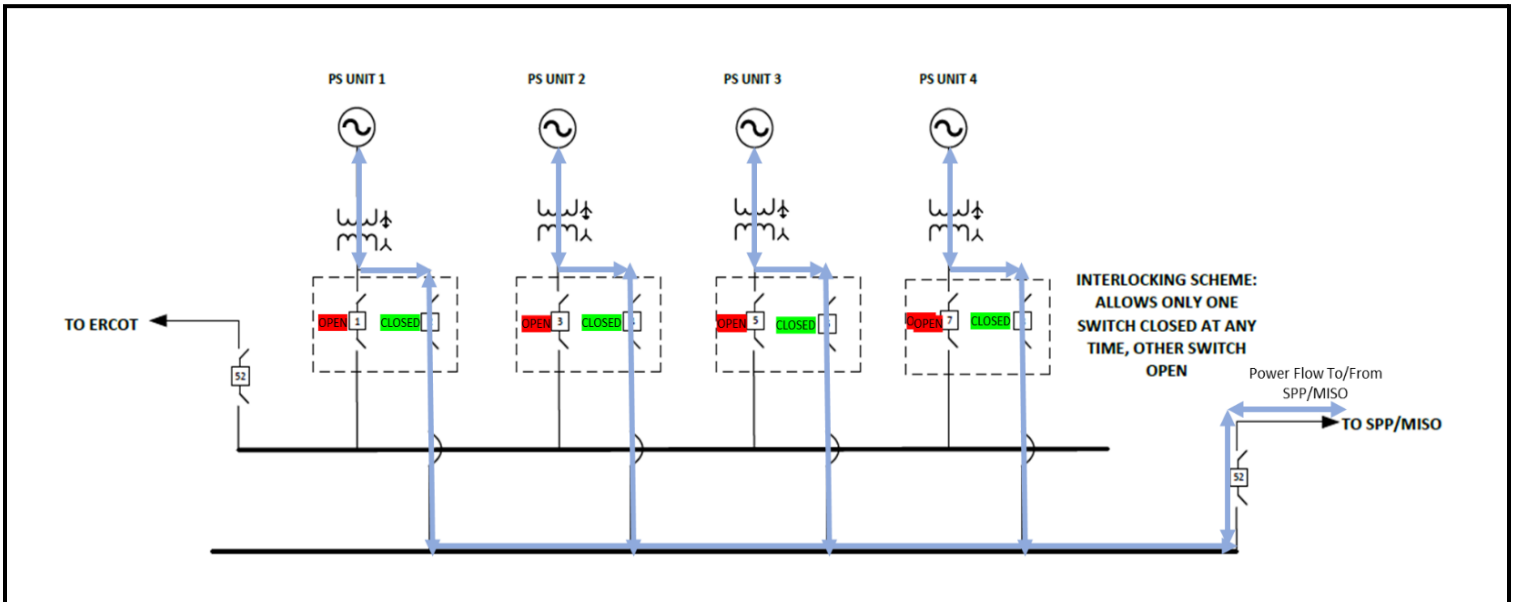 PS UNIT 1
PS UNIT 2
PS UNIT 3
PS UNIT 4
INTERLOCKING SCHEME:
ALLOWS ONLY ONE
SWITCH CLOSED AT ANY
TIME, OTHER SWITCH
OPEN
TO ERCOT
OPEN 1 CLOSED
OPEN 3 CLOSED
OPEN 5 CLOSED
OPEN 7 CLOSED
52
Power Flow To/From
SPP/MISO
TO SPP/MISO
52